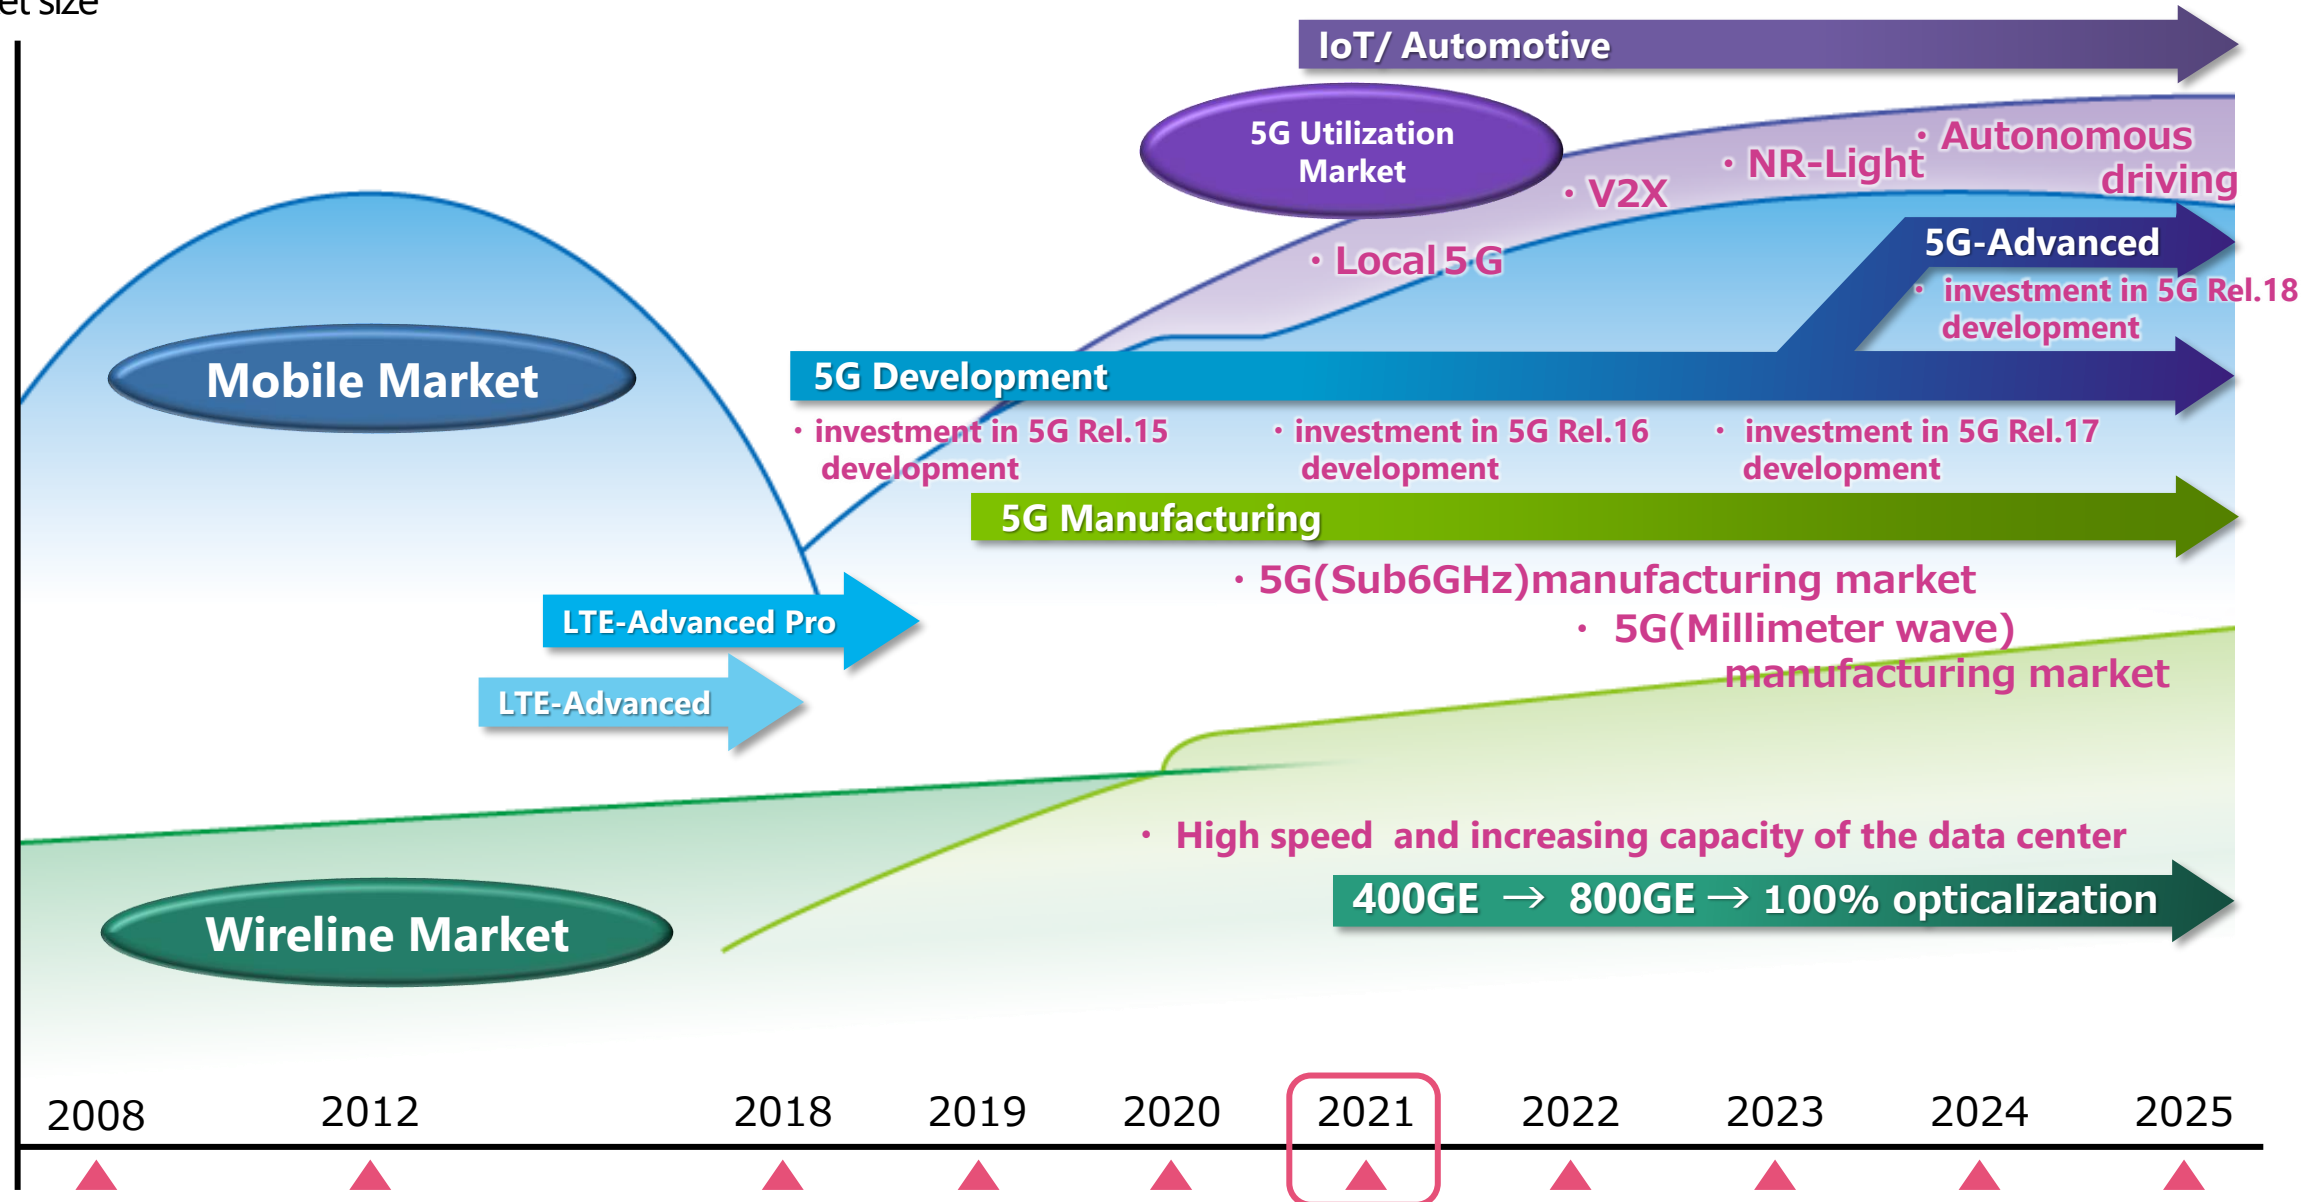 et size
IoT/ Automotive
5G Utilization
Market
・Autonomous
driving
・NR-Light
・V2X
・Local 5G
5G-Advanced
・ investment in 5G Rel.18
development
Mobile Market
5G Development
・investment in 5G Rel.15
development
・investment in 5G Rel.16
development
・ investment in 5G Rel.17
development
5G Manufacturing
・5G(Sub6GHz)manufacturing market
・ 5G(Millimeter wave)
manufacturing market
LTE-Advanced Pro
LTE-Advanced
・ High speed and increasing capacity of the data center
400GE → 800GE → 100% opticalization
Wireline Market
2008 2012 2018 2019 2020 2021 2022 2023 2024 2025